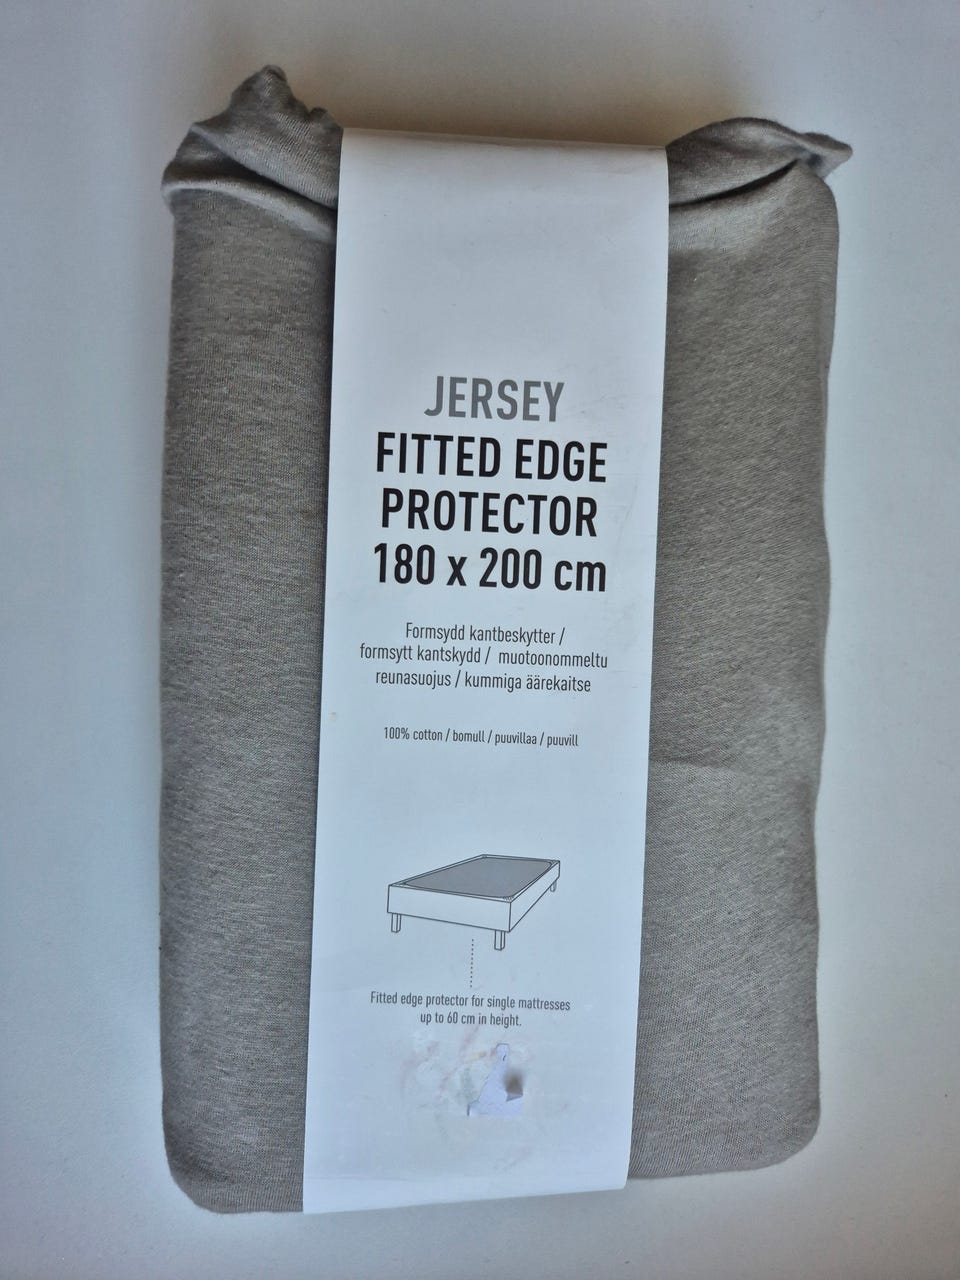 JERSEY
FITTED EDGE
PROTECTOR
180 x 200 cm
Formsydd kantbeskytter /
formsytt kantskydd / muotoonommeltu
reunasuojus / kummiga äärekaitse
100% cotton / bomull / puuvillaa / puuvill
Fitted edge protector for single mattresses
up to 60 cm in height.